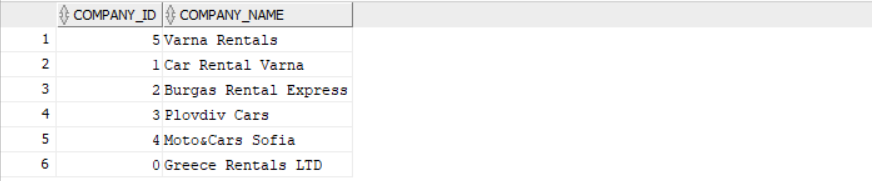 COMPANY_ID COMPANY_NAME
1 5 Varna Rentals
2 1 Car Rental Varna
3 2 Burgas Rental Express
4 3 Plovdiv Cars
5 4 Moto&Cars Sofia
6 0 Greece Rentals LTD